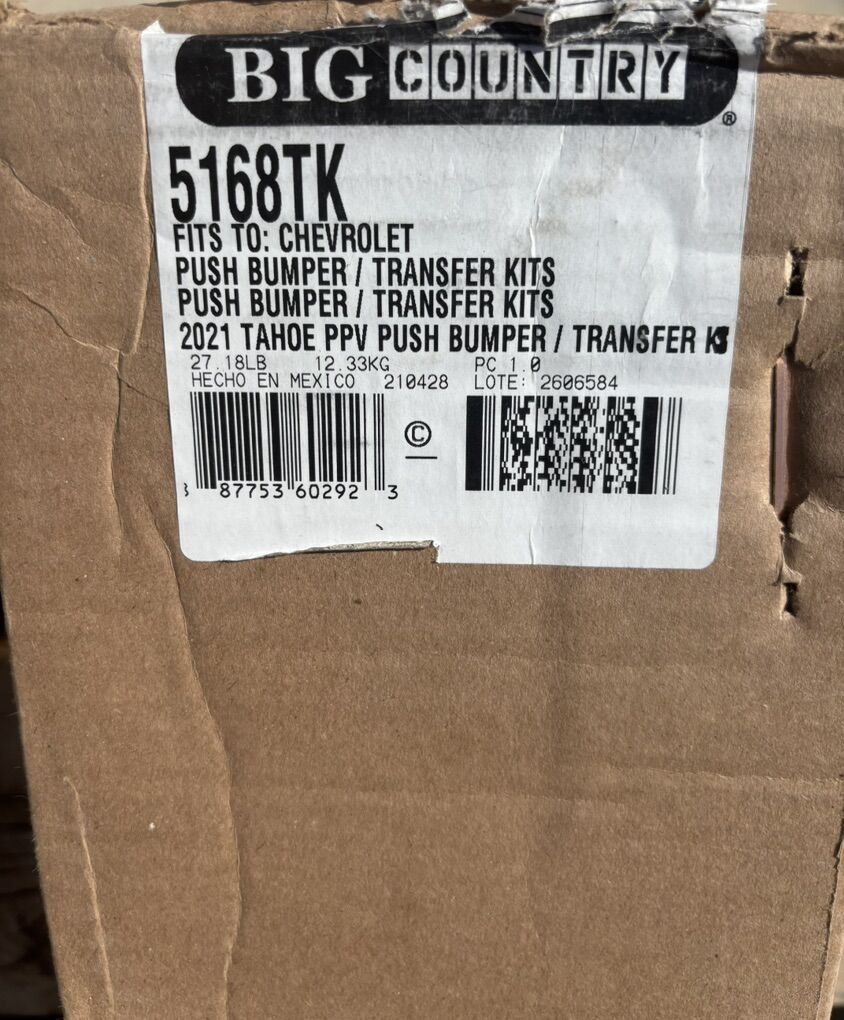 BIG COUNTRY ®
5168TK
FITS TO: CHEVROLET
PUSH BUMPER / TRANSFER KITS
PUSH BUMPER / TRANSFER KITS
2021 TAHOE PPV PUSH BUMPER / TRANSFER
27.18LB 12.33KG PC 1.0
HECHO EN MEXICO 210428 LOTE: 2606584
©
87753 60292 3